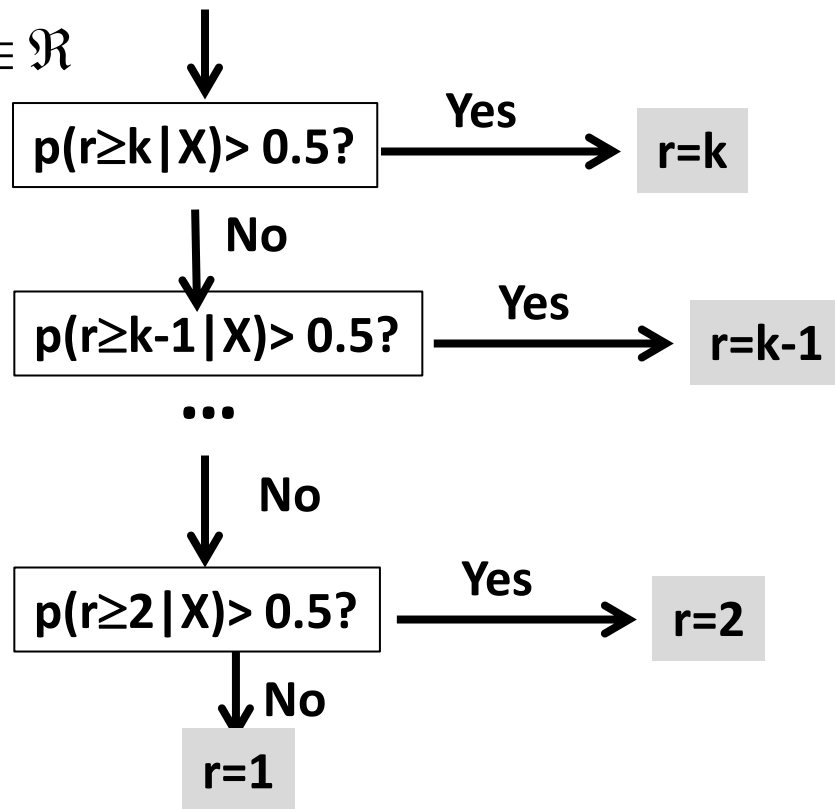 ≡ ℜ
p(r≥k|X)> 0.5?
Yes
r=k
No
p(r≥k-1|X)> 0.5?
Yes
r=k-1
...
No
p(r≥2|X)> 0.5?
Yes
r=2
No
r=1